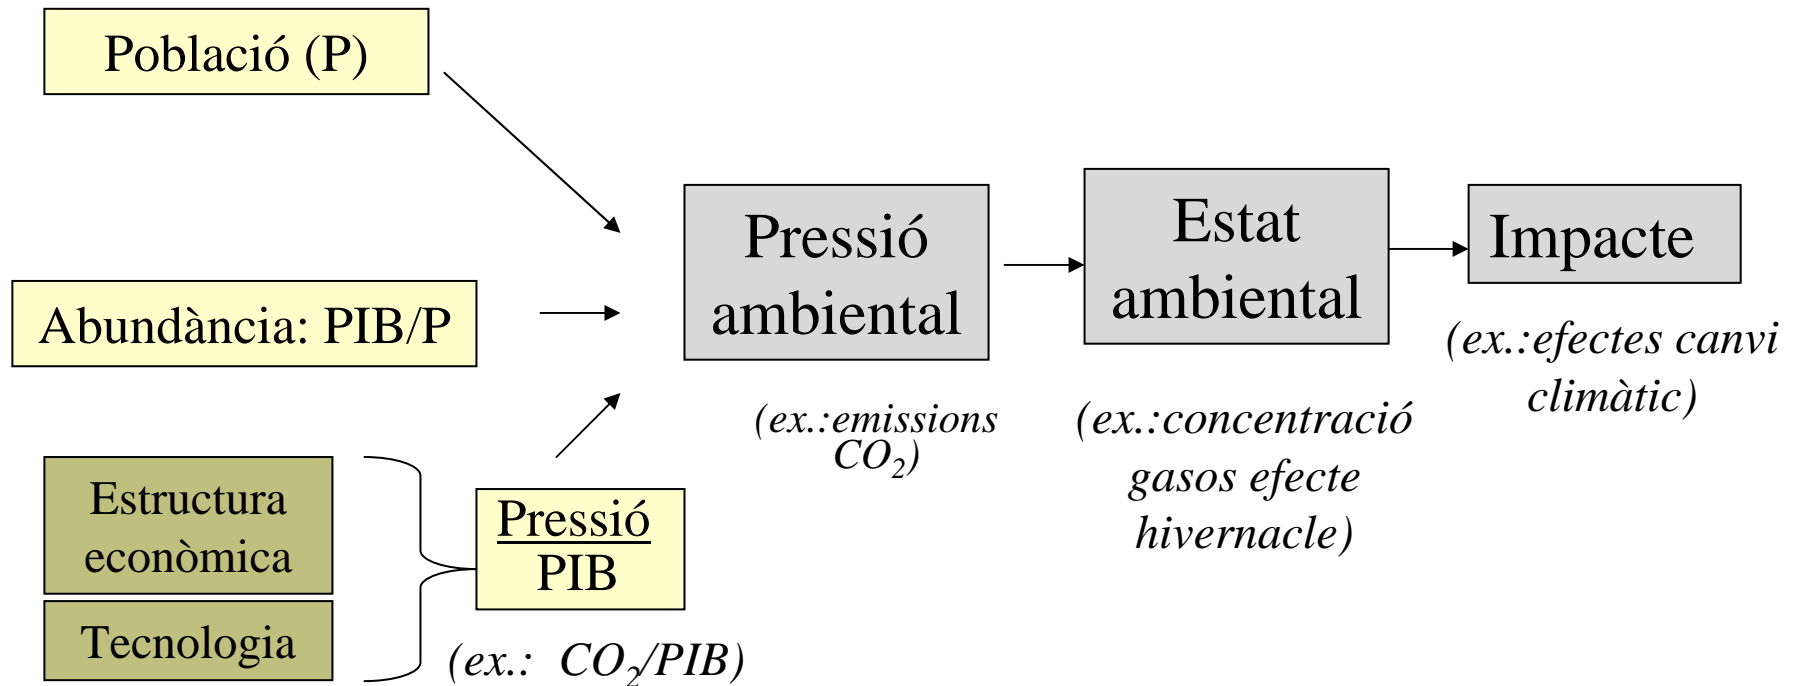 Població (P)
Abundància: PIB/P
Estructura
econòmica
Tecnologia
Pressió
PIB
(ex.: CO2/PIB)
Pressió
ambiental
(ex.:emissions
CO2)
Estat
ambiental
(ex.:concentració
gasos efecte
hivernacle)
Impacte
(ex.:efectes canvi
climàtic)